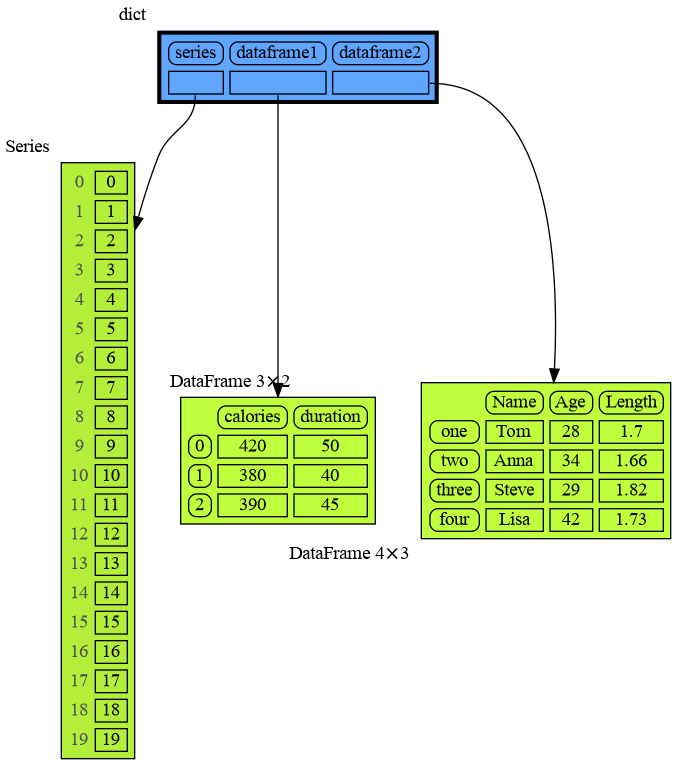 dict
series dataframe1 dataframe2
Series
0 0
1 1
2 2
3 3
4 4
5 5
6 6
7 7
8 8
9 9
10 10
11 11
12 12
13 13
14 14
15 15
16 16
17 17
18 18
19 19
DataFrame 3×2
calories duration
0 420 50
1 380 40
2 390 45
Name Age Length
one Tom 28 1.7
two Anna 34 1.66
three Steve 29 1.82
four Lisa 42 1.73
DataFrame 4×3